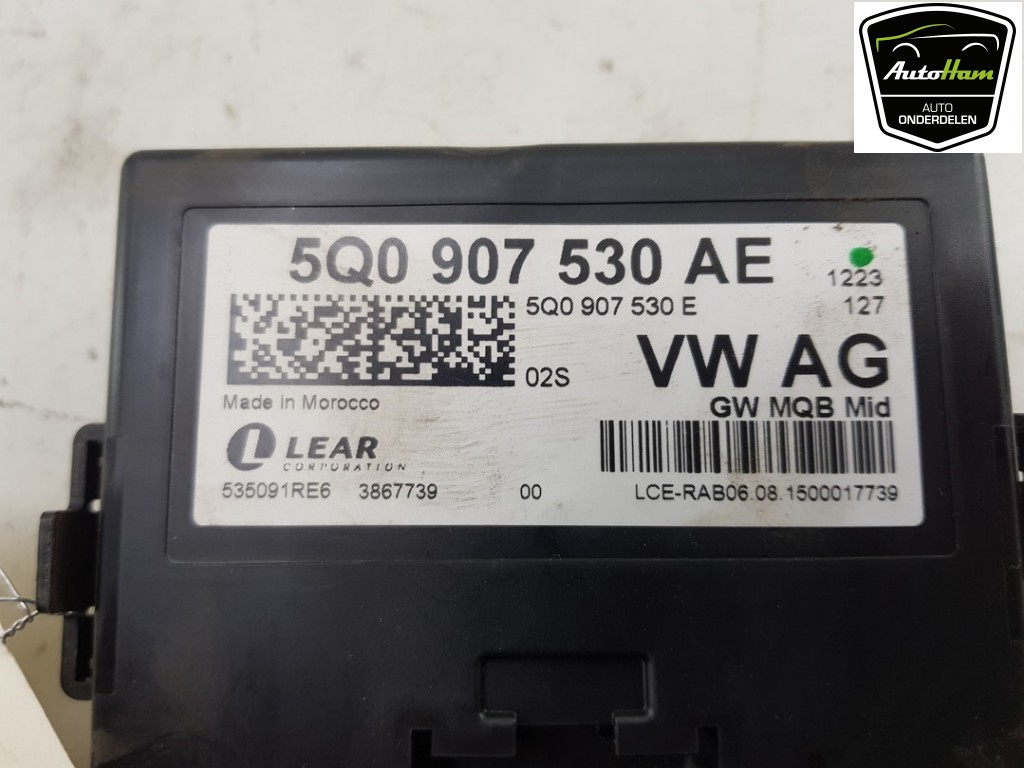 AutoHam
AUTO
ONDERDELEN
5Q0 907 530 AE
1223
5Q0 907 530 E
127
02S
VW AG
Made in Morocco
GW MQB Mid
LEAR
CORPORATION
535091RE6 3867739 00 LCE-RAB06.08.1500017739